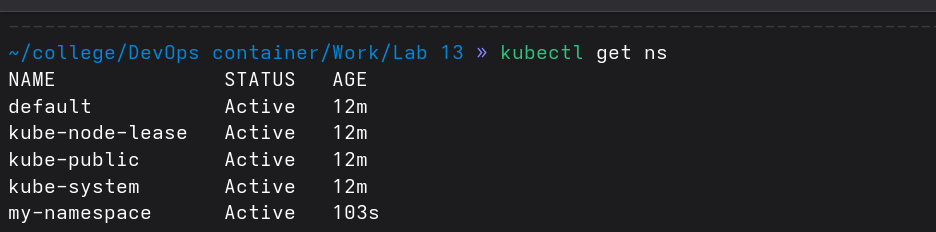 ~/college/DevOps container/Work/Lab 13 » kubectl get ns
NAME              STATUS   AGE
default           Active   12m
kube-node-lease   Active   12m
kube-public       Active   12m
kube-system       Active   12m
my-namespace      Active   103s